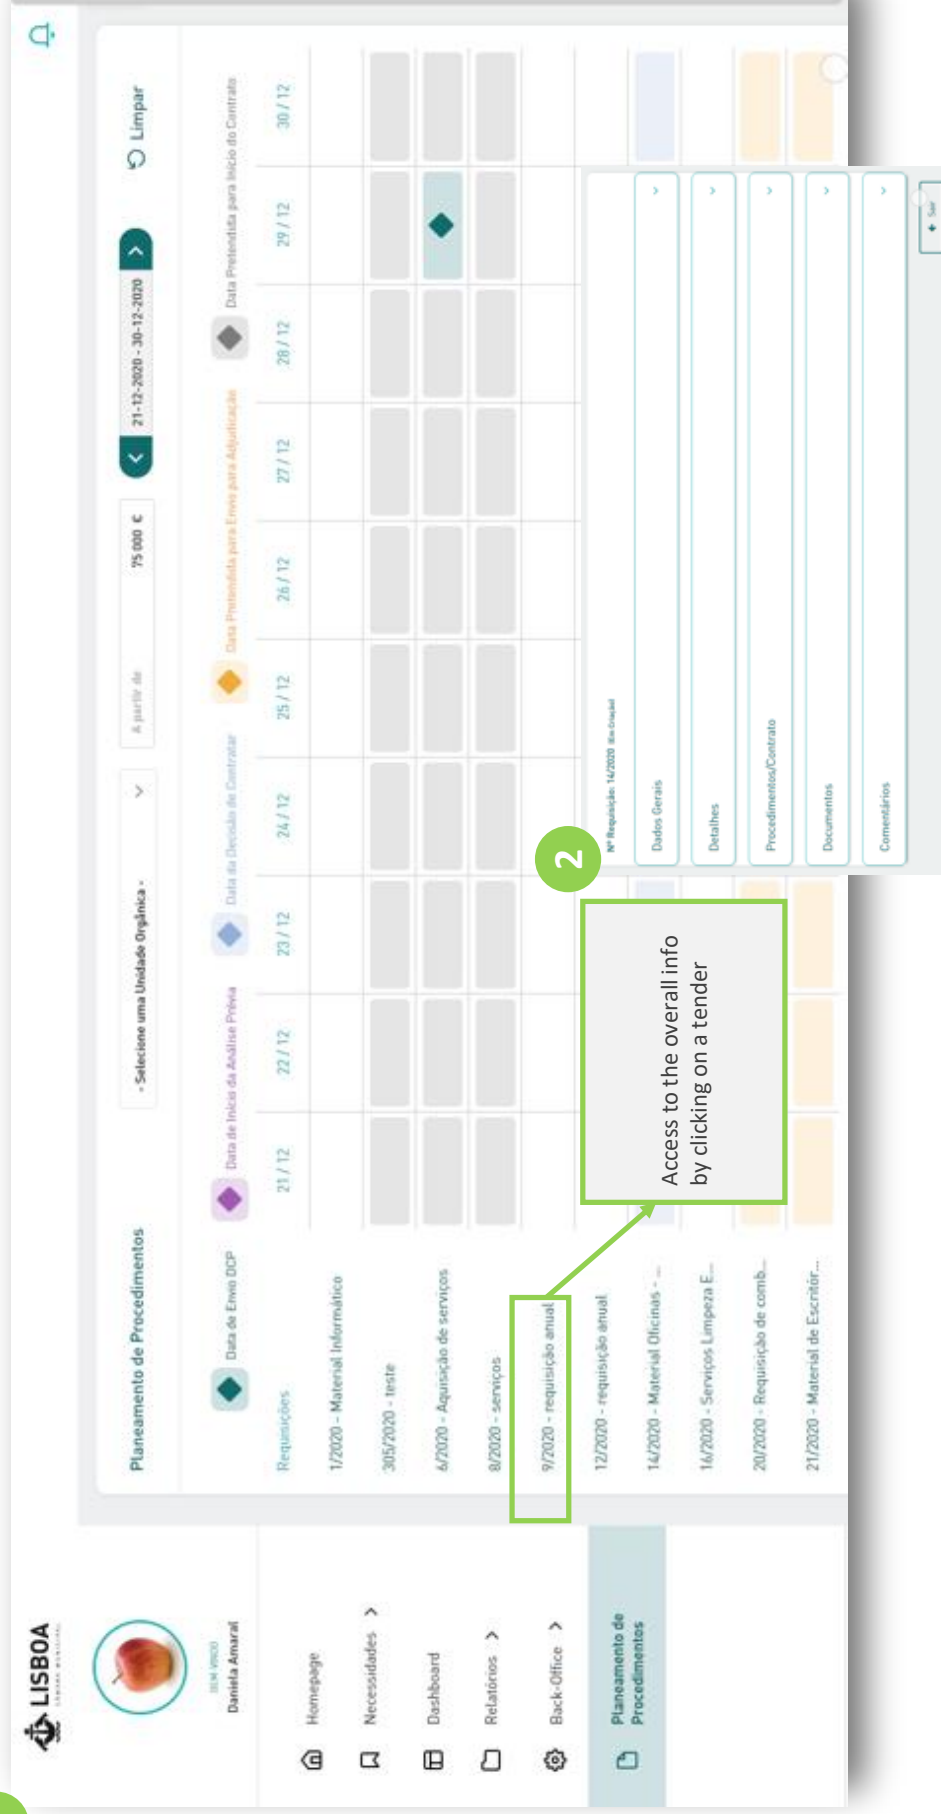 LISBOA
CÂMARA MUNICIPAL
BEM-VINDO
Daniela Amaral
Homepage
Necessidades
Dashboard
Relatórios
Back-Office
Planeamento de
Procedimentos
Planeamento de Procedimentos
- Selecione uma Unidade Orgânica -
A partir de
75 000 €
21-12-2020 - 30-12-2020
Limpar
Data de Envio DCP
Data de Início da Análise Prévia
Data da Decisão de Contratar
Data Pretendida para Envio para Adjudicação
Data Pretendida para Início do Contrato
Requisições
21 / 12
22 / 12
23 / 12
24 / 12
25 / 12
26 / 12
27 / 12
28 / 12
29 / 12
30 / 12
1/2020 - Material Informático
305/2020 - teste
6/2020 - Aquisição de serviços
8/2020 - serviços
9/2020 - requisição anual
12/2020 - requisição anual
14/2020 - Material Oficinas - ...
16/2020 - Serviços Limpeza E...
20/2020 - Requisição de comb...
21/2020 - Material de Escritór...
Access to the overall info
by clicking on a tender
2
Nº Requisição: 14/2020 (Em Criação)
Dados Gerais
Detalhes
Procedimentos/Contrato
Documentos
Comentários
Sair